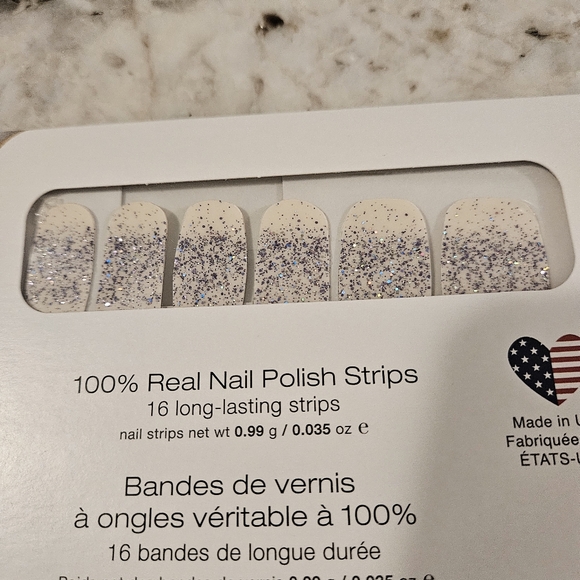 100% Real Nail Polish Strips
16 long-lasting strips
nail strips net wt 0.99 g / 0.035 oz ℮
Made in
Fabriquée
ÉTATS-
Bandes de vernis
à ongles véritable à 100%
16 bandes de longue durée